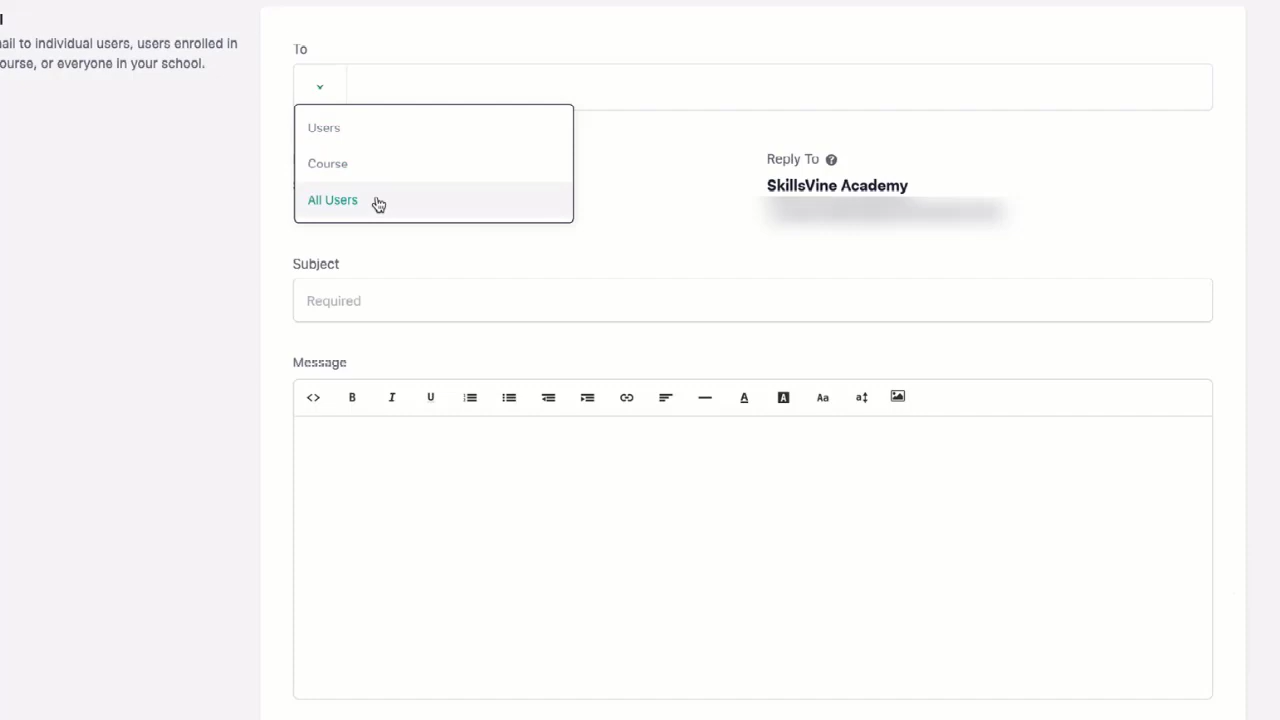 l
ail to individual users, users enrolled in
ourse, or everyone in your school.
To
Users
Course
All Users
Reply To ?
SkillsVine Academy
Subject
Required
Message
<> B I U A A Aa a